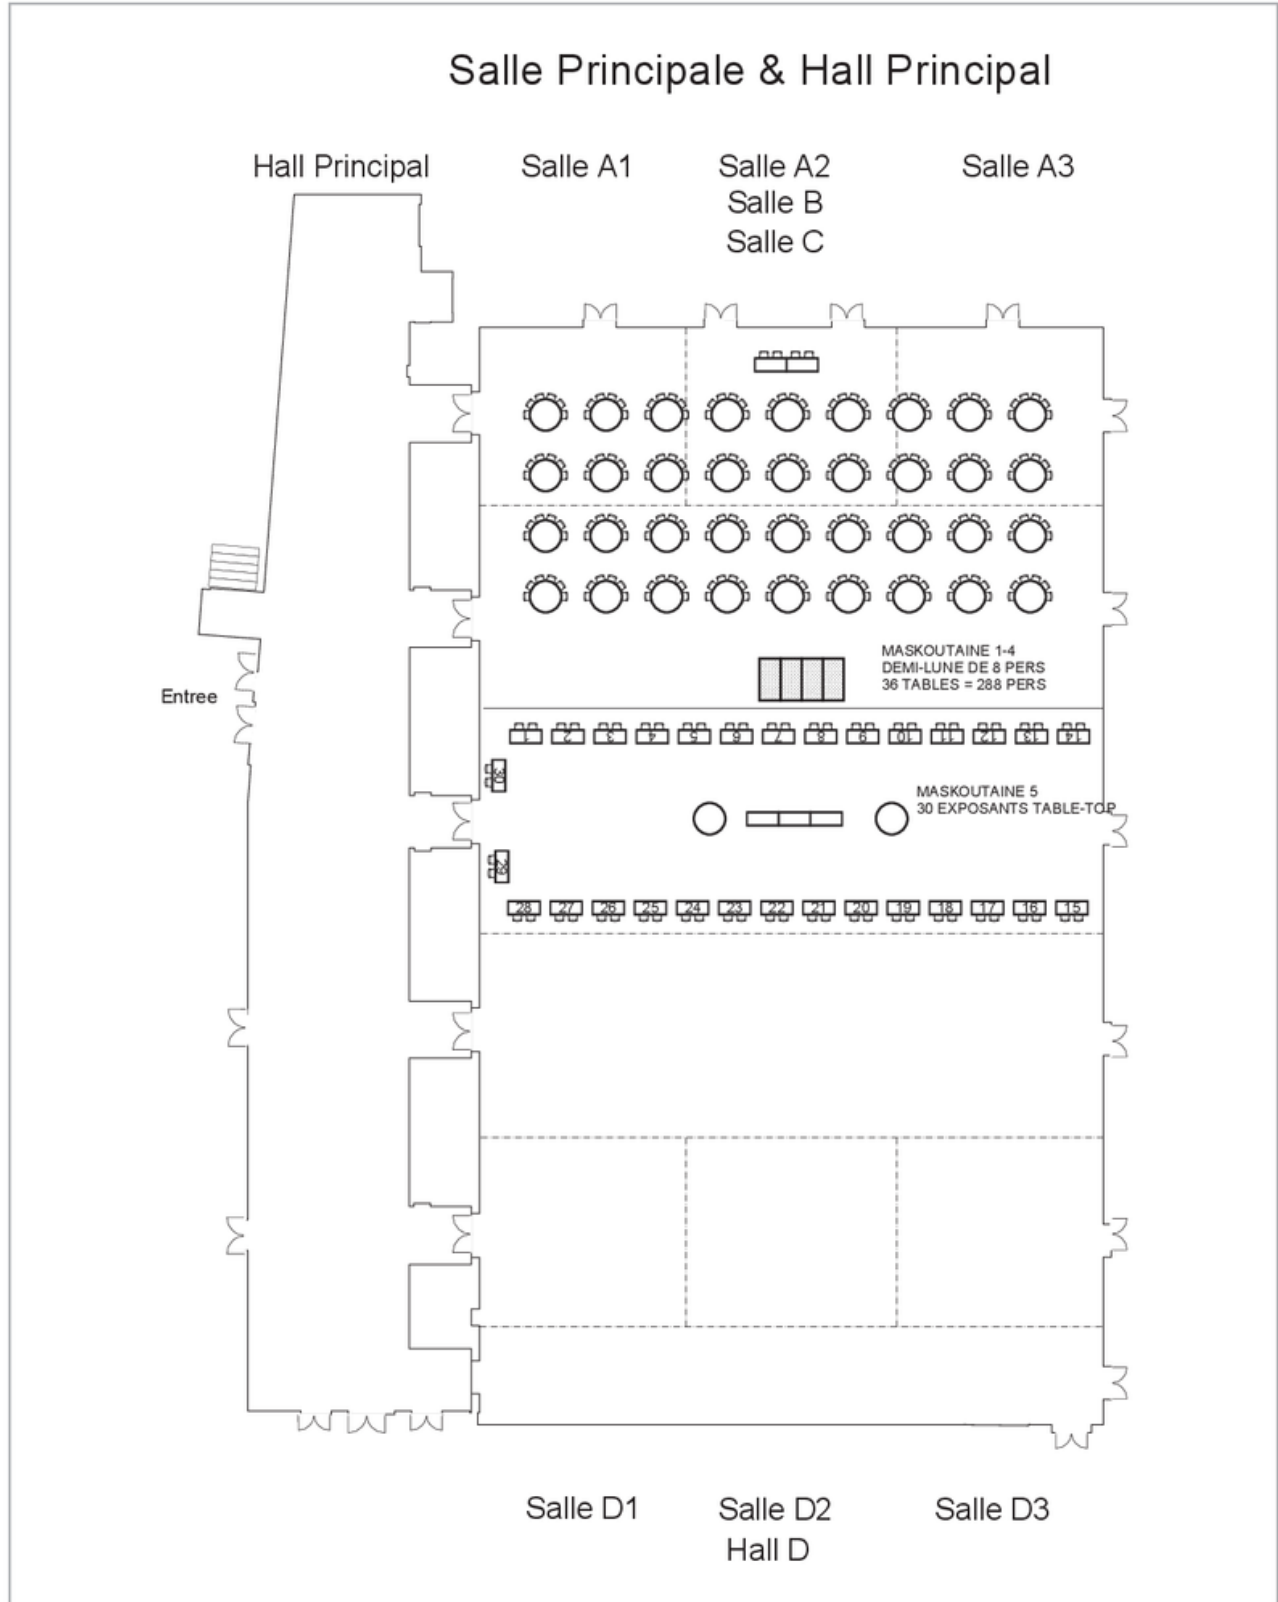 Salle Principale & Hall Principal
Hall Principal
Salle A1
Salle A2
Salle A3
Salle B
Salle C
MASKOUTAINE 1-4
DEMI-LUNE DE 8 PERS
36 TABLES = 288 PERS
Entree
1 2 3 4 5 6 7 8 9 10 11 12 13 14
30
MASKOUTAINE 5
30 EXPOSANTS TABLE-TOP
29
28 27 26 25 24 23 22 21 20 19 18 17 16 15
Salle D1
Salle D2
Salle D3
Hall D